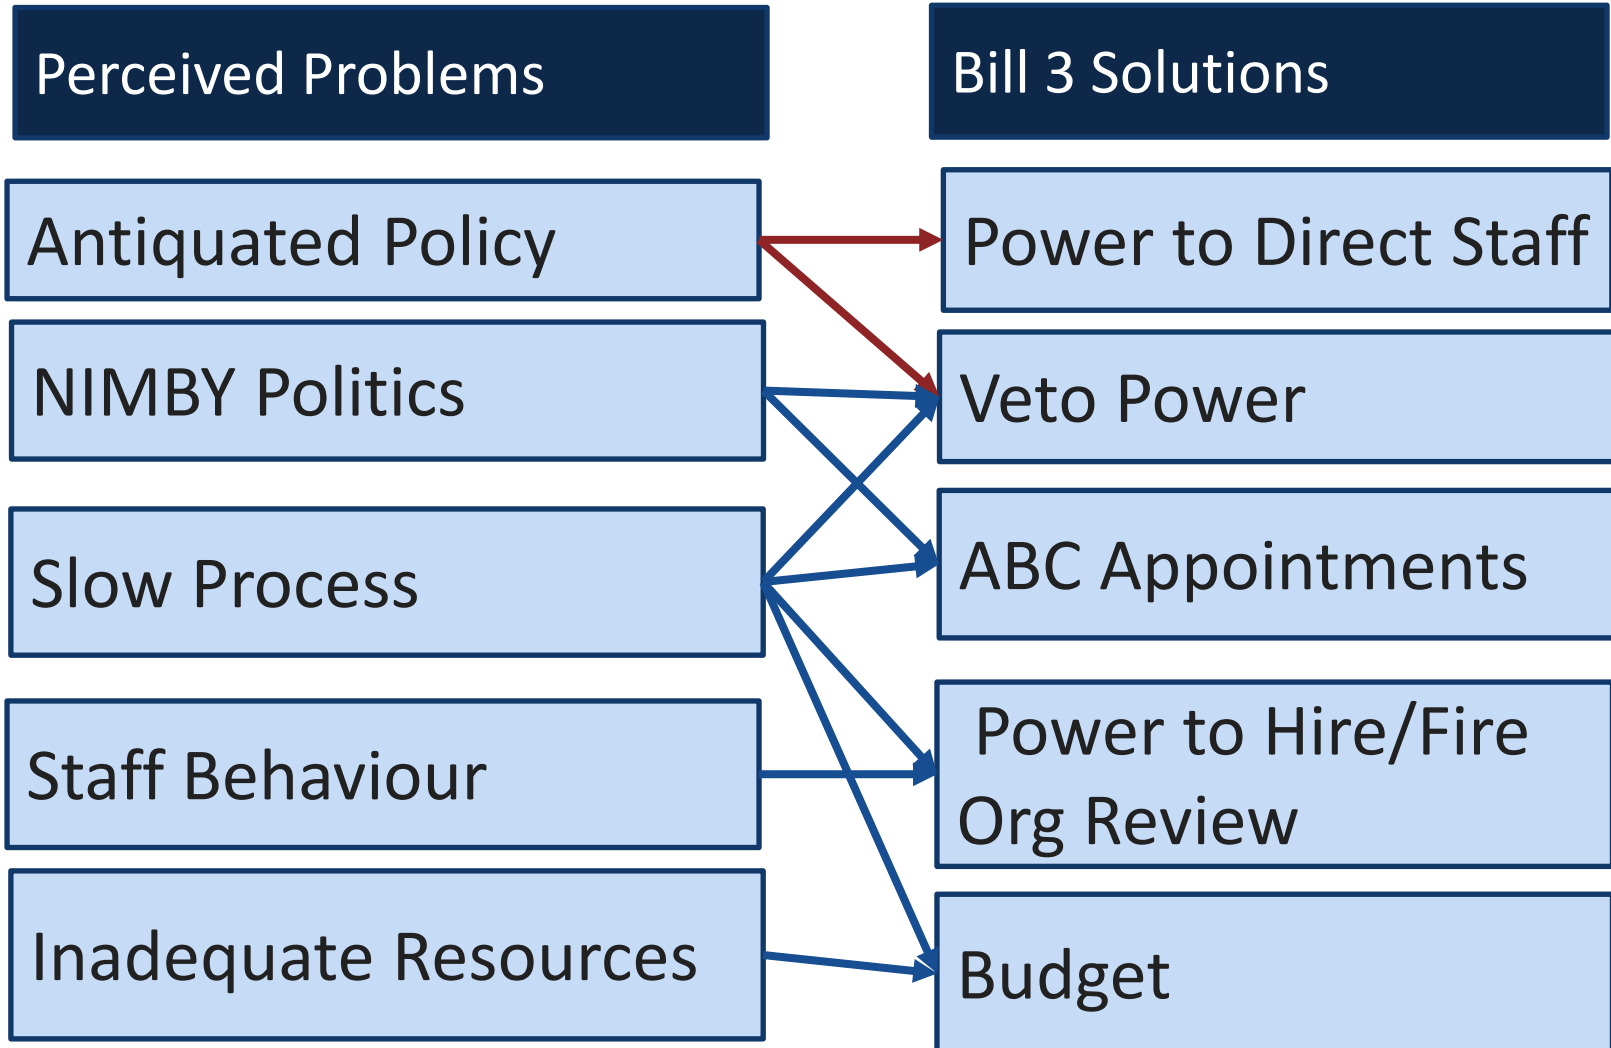 Perceived Problems
Bill 3 Solutions
Antiquated Policy
Power to Direct Staff
NIMBY Politics
Veto Power
Slow Process
ABC Appointments
Staff Behaviour
Power to Hire/Fire
Org Review
Inadequate Resources
Budget